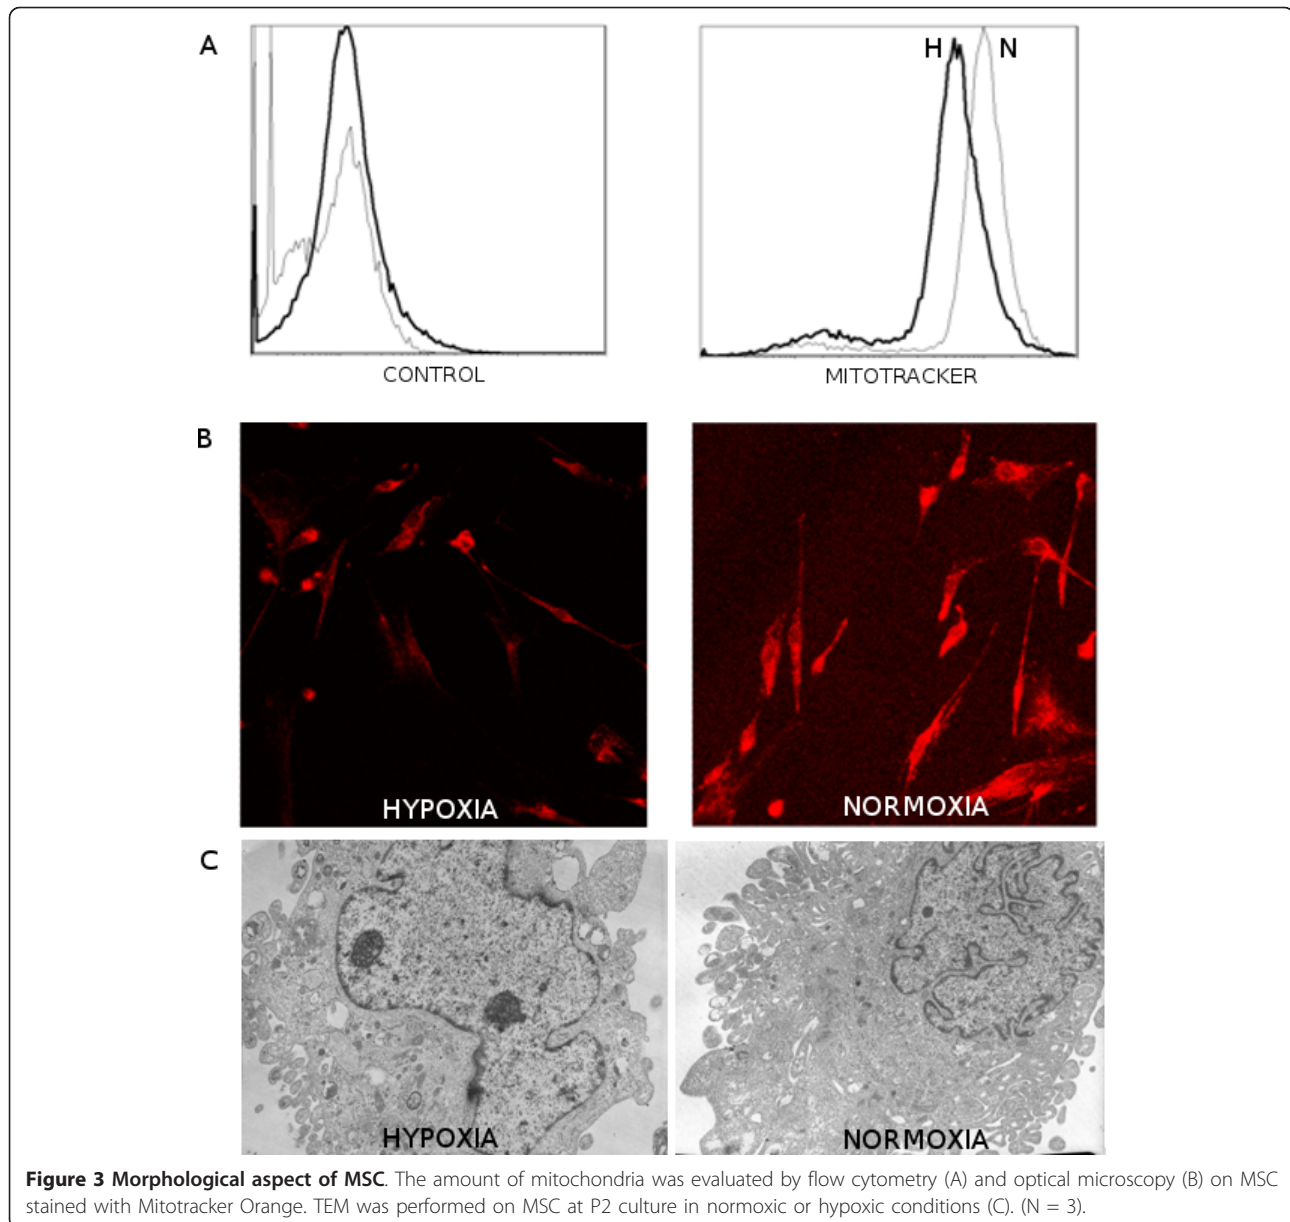 A
H N
CONTROL
MITOTRACKER
B
HYPOXIA
NORMOXIA
C
HYPOXIA
NORMOXIA
Figure 3 Morphological aspect of MSC. The amount of mitochondria was evaluated by flow cytometry (A) and optical microscopy (B) on MSC
stained with Mitotracker Orange. TEM was performed on MSC at P2 culture in normoxic or hypoxic conditions (C). (N = 3).